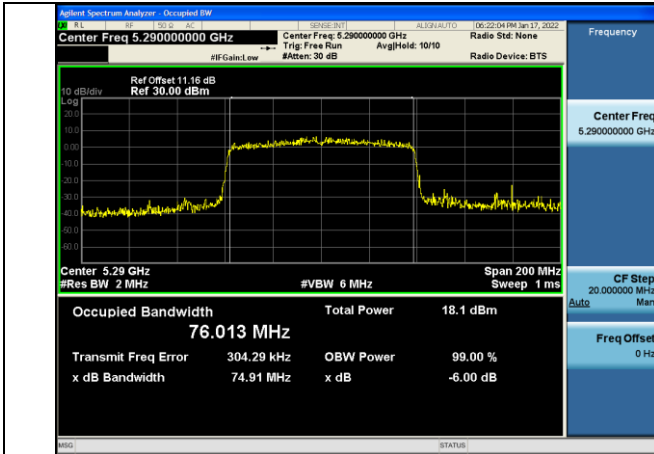 Agilent Spectrum Analyzer - Occupied BW
RL RF 50 Ω AC SENSE:INT ALIGNAUTO 06:22:04 PM Jan 17, 2022
Center Freq 5.290000000 GHz Center Freq: 5.290000000 GHz Radio Std: None
Trig: Free Run Avg|Hold: 10/10
#IFGain:Low #Atten: 30 dB Radio Device: BTS
Ref Offset 11.16 dB
10 dB/div Ref 30.00 dBm
Log
20.0
10.0
0.00
-10.0
-20.0
-30.0
-40.0
-50.0
-60.0
Center 5.29 GHz Span 200 MHz
#Res BW 2 MHz #VBW 6 MHz Sweep 1 ms
Occupied Bandwidth Total Power 18.1 dBm
76.013 MHz
Transmit Freq Error 304.29 kHz OBW Power 99.00 %
x dB Bandwidth 74.91 MHz x dB -6.00 dB
MSG STATUS
Frequency
Center Freq
5.290000000 GHz
CF Step
20.000000 MHz
Auto Man
Freq Offset
0 Hz